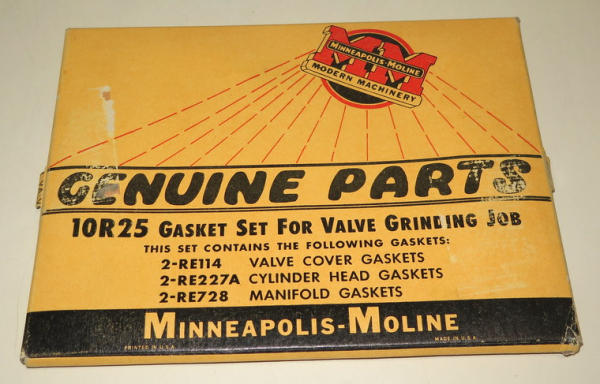 MM
MINNEAPOLIS-MOLINE
MODERN MACHINERY
GENUINE PARTS
10R25 GASKET SET FOR VALVE GRINDING JOB
THIS SET CONTAINS THE FOLLOWING GASKETS:
2-RE114 VALVE COVER GASKETS
2-RE227A CYLINDER HEAD GASKETS
2-RE728 MANIFOLD GASKETS
MINNEAPOLIS-MOLINE
PRINTED IN U.S.A. MADE IN U.S.A.